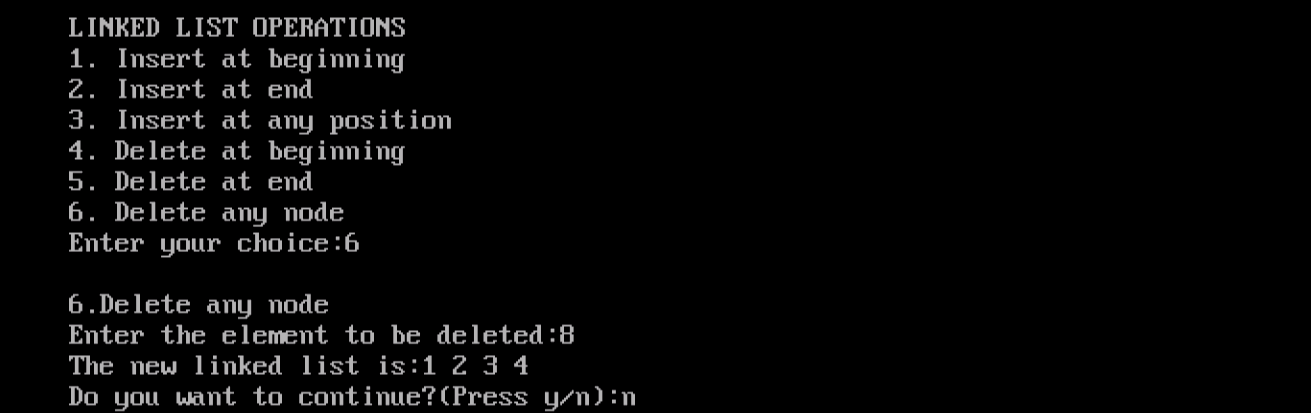 LINKED LIST OPERATIONS
1. Insert at beginning
2. Insert at end
3. Insert at any position
4. Delete at beginning
5. Delete at end
6. Delete any node
Enter your choice:6
6.Delete any node
Enter the element to be deleted:8
The new linked list is:1 2 3 4
Do you want to continue?(Press y/n):n